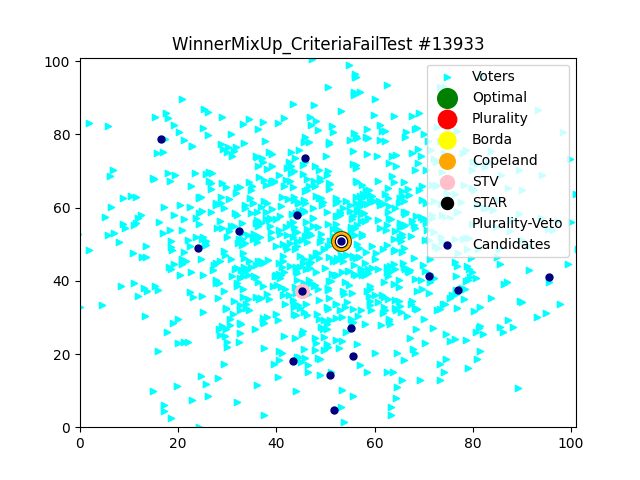 WinnerMixUp_CriteriaFailTest #13933
100
80
60
40
20
0
0 20 40 60 80 100
Voters
Optimal
Plurality
Borda
Copeland
STV
STAR
Plurality-Veto
Candidates